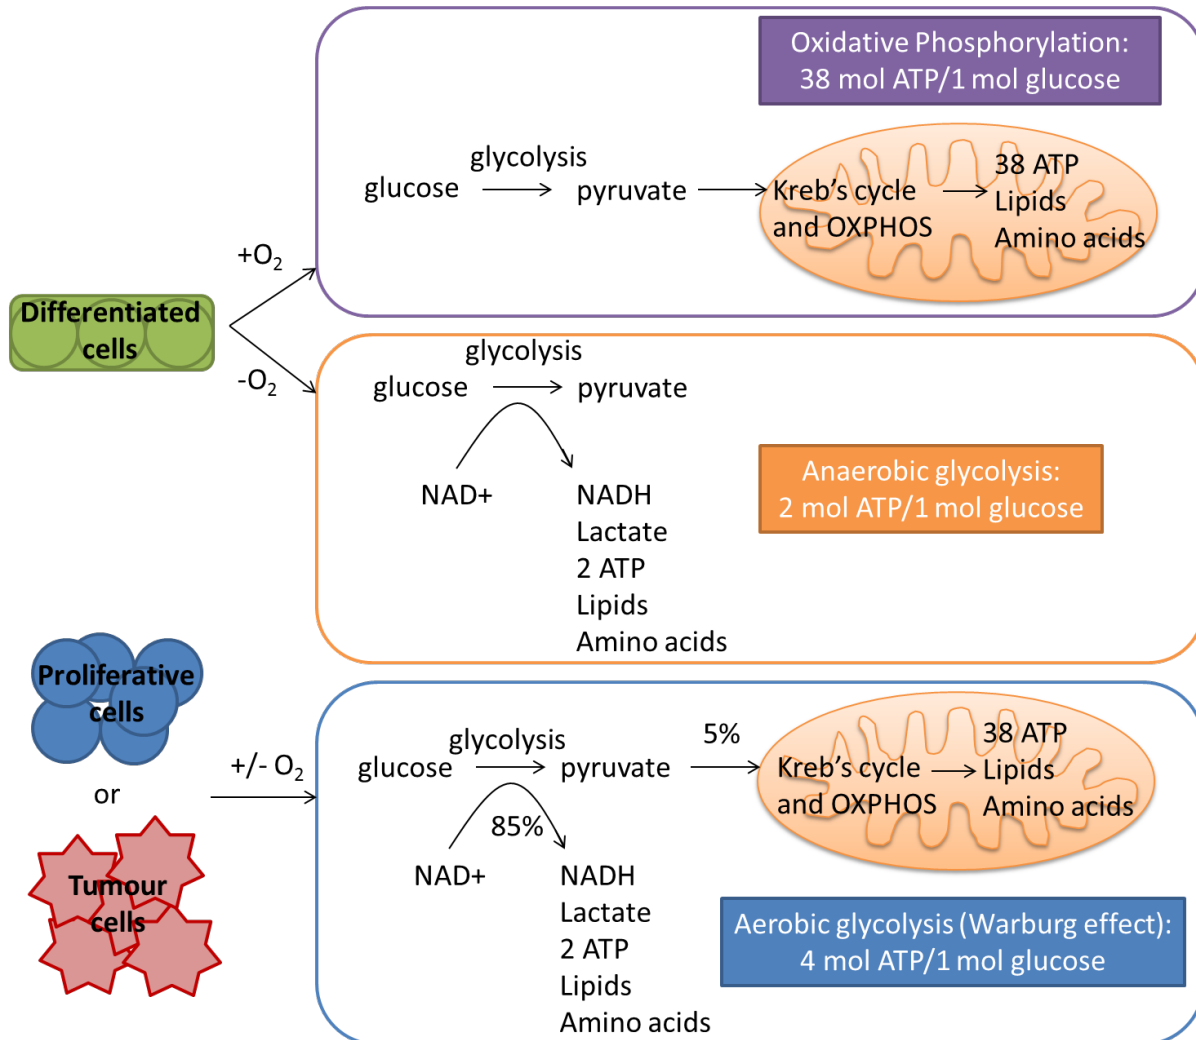 Oxidative Phosphorylation:
38 mol ATP/1 mol glucose
glycolysis
glucose
pyruvate
Kreb's cycle
and OXPHOS
38 ATP
Lipids
Amino acids
+O₂
Differentiated
cells
-O₂
glycolysis
glucose
pyruvate
NAD+
NADH
Lactate
2 ATP
Lipids
Amino acids
Anaerobic glycolysis:
2 mol ATP/1 mol glucose
Proliferative
cells
or
Tumour
cells
+/- O₂
glycolysis
glucose
pyruvate
5%
Kreb's cycle
and OXPHOS
38 ATP
Lipids
Amino acids
85%
NAD+
NADH
Lactate
2 ATP
Lipids
Amino acids
Aerobic glycolysis (Warburg effect):
4 mol ATP/1 mol glucose